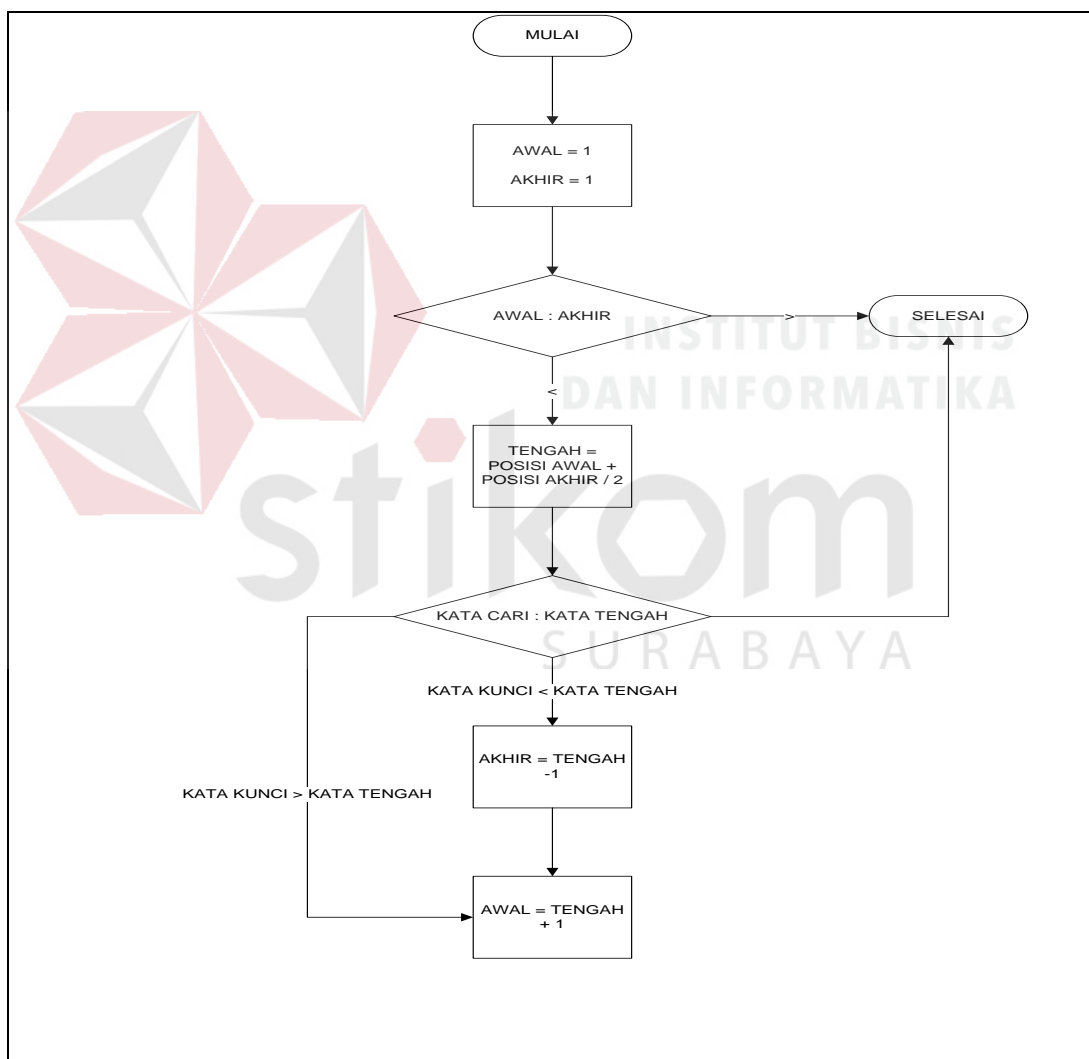 MULAI
AWAL = 1
AKHIR = 1
AWAL : AKHIR
>
SELESAI
INSTITUT BISNIS
DAN INFORMATIKA
<
TENGAH =
POSISI AWAL +
POSISI AKHIR / 2
stikom
KATA CARI : KATA TENGAH
SURABAYA
KATA KUNCI < KATA TENGAH
AKHIR = TENGAH
-1
KATA KUNCI > KATA TENGAH
AWAL = TENGAH
+ 1